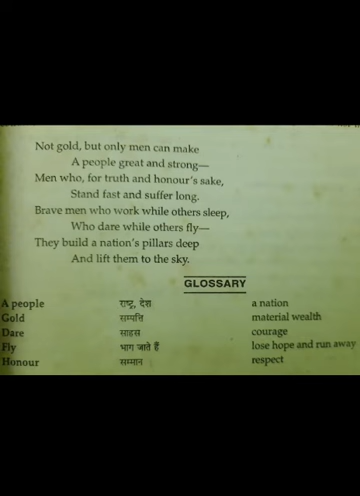 Not gold, but only men can make
A people great and strong—
Men who, for truth and honour's sake,
Stand fast and suffer long.
Brave men who work while others sleep,
Who dare while others fly—
They build a nation's pillars deep
And lift them to the sky.
GLOSSARY
A people राष्ट्र, देश a nation
Gold सम्पत्ति material wealth
Dare साहस courage
Fly भाग जाते हैं lose hope and run away
Honour सम्मान respect